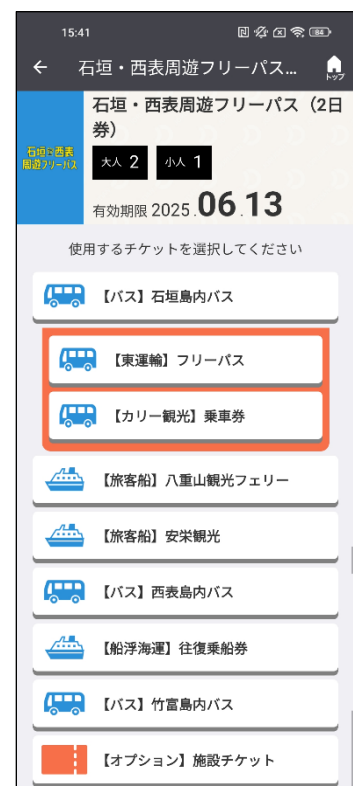 15:41
84
石垣・西表周遊フリーパス...
トップ
石垣・西表周遊フリーパス（2日
券）
石垣⇔西表
周遊フリーパス
大人 2 小人 1
有効期限 2025.06.13
使用するチケットを選択してください
【バス】石垣島内バス
【東運輸】フリーパス
【カリー観光】乗車券
【旅客船】八重山観光フェリー
【旅客船】安栄観光
【バス】西表島内バス
【船浮海運】往復乗船券
【バス】竹富島内バス
【オプション】施設チケット